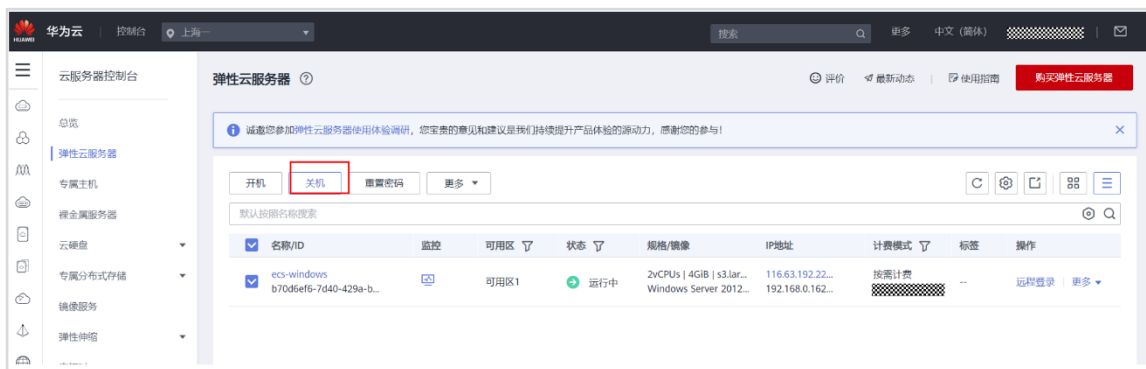 HUAWEI
华为云 控制台 上海一 搜索 更多 中文 (简体)
云服务器控制台
总览
弹性云服务器
专属主机
裸金属服务器
云硬盘
专属分布式存储
镜像服务
弹性伸缩
弹性云服务器 评价 最新动态 使用指南 购买弹性云服务器
诚邀您参加弹性云服务器使用体验调研，您宝贵的意见和建议是我们持续提升产品体验的源动力，感谢您的参与！
开机 关机 重置密码 更多
默认按照名称搜索
名称/ID 监控 可用区 状态 规格/镜像 IP地址 计费模式 标签 操作
ecs-windows 可用区1 运行中 2vCPUs | 4GiB | s3.lar... 116.63.192.22... 按需计费 -- 远程登录 更多
b70d6ef6-7d40-429a-b... Windows Server 2012... 192.168.0.162...